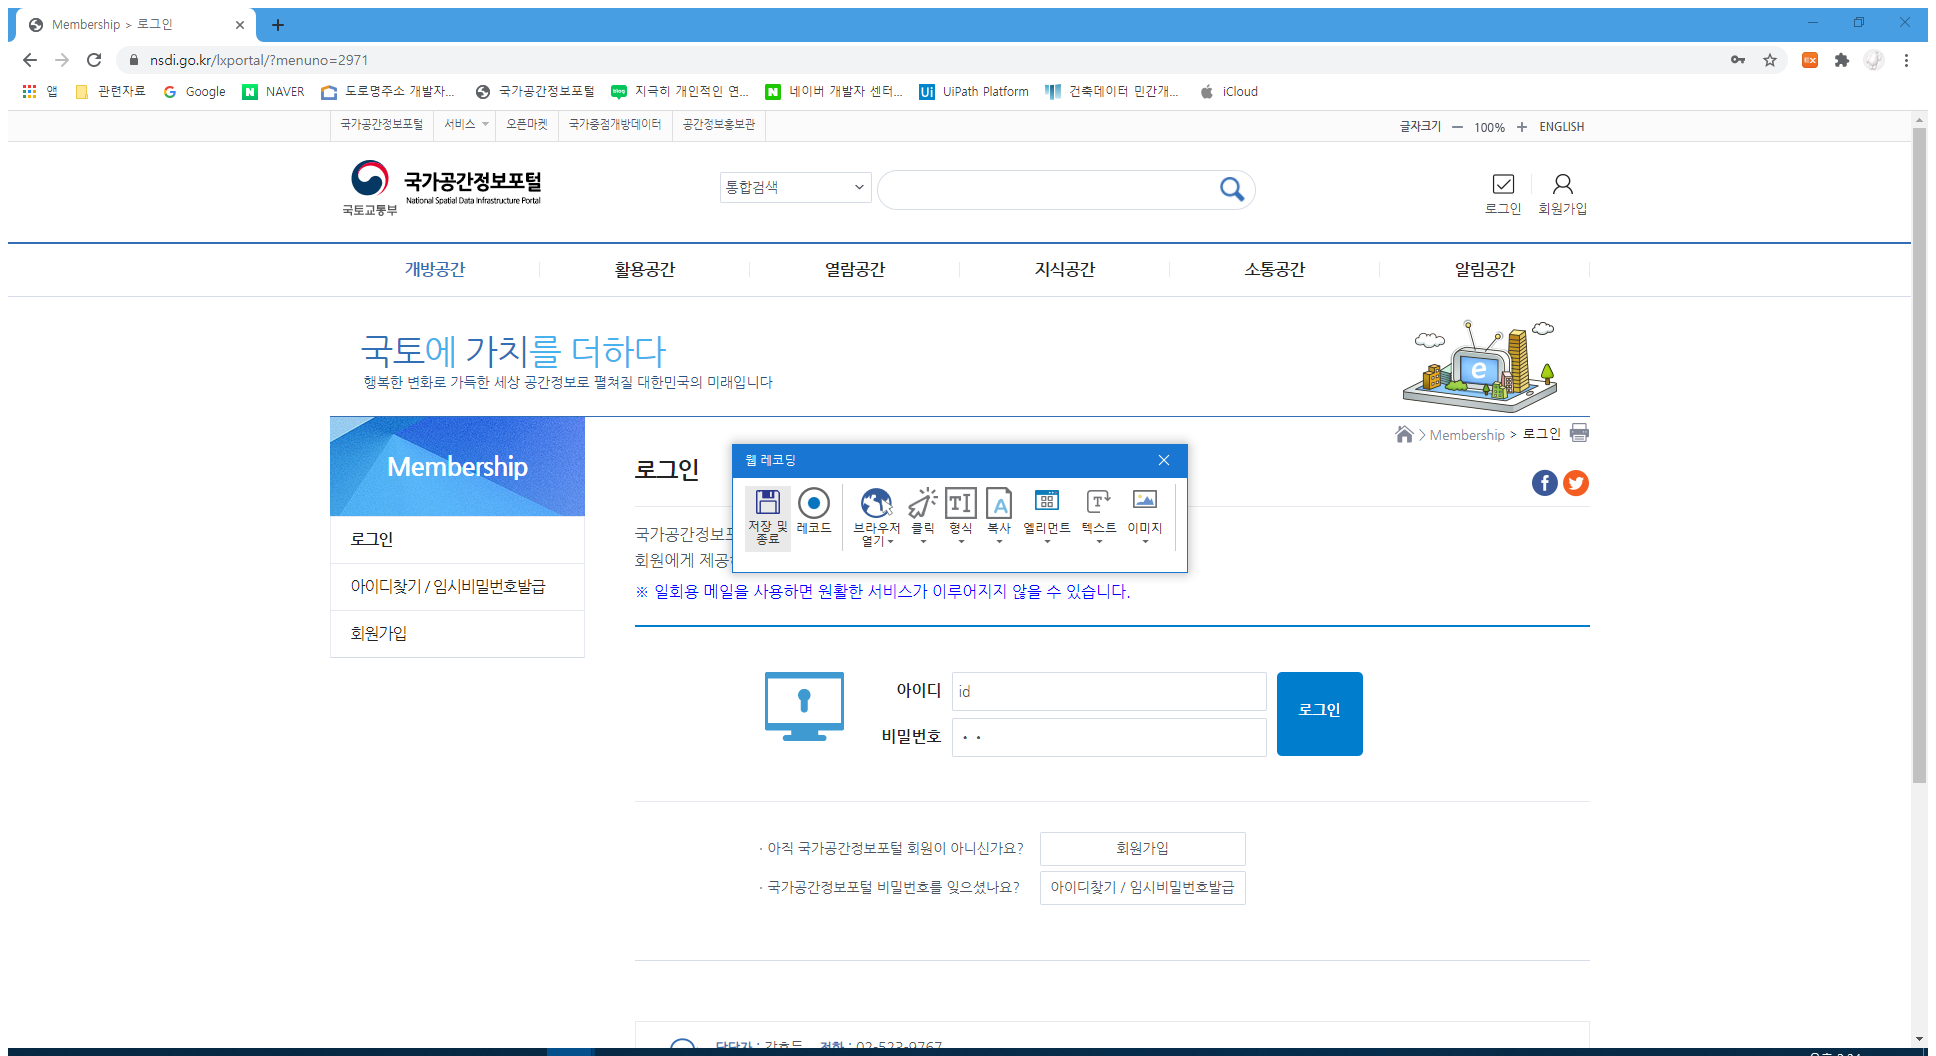 Membership > 로그인
nsdi.go.kr/lxportal/?menuno=2971
앱 관련자료 Google NAVER 도로명주소 개발자... 국가공간정보포털 지극히 개인적인 연... 네이버 개발자 센터... UiPath Platform 건축데이터 민간개... iCloud
국가공간정보포털 서비스 오픈마켓 국가중점개방데이터 공간정보홍보관 글자크기 100% ENGLISH
국토교통부
국가공간정보포털
National Spatial Data Infrastructure Portal
통합검색
로그인 회원가입
개방공간 활용공간 열람공간 지식공간 소통공간 알림공간
국토에 가치를 더하다
행복한 변화로 가득한 세상 공간정보로 펼쳐질 대한민국의 미래입니다
e
Membership
로그인
아이디찾기 / 임시비밀번호발급
회원가입
Membership > 로그인
로그인
웹 레코딩
저장 및 종료 레코드 브라우저 열기 클릭 형식 복사 엘리먼트 텍스트 이미지
국가공간정보포
회원에게 제공
※ 일회용 메일을 사용하면 원활한 서비스가 이루어지지 않을 수 있습니다.
아이디 id
비밀번호
로그인
· 아직 국가공간정보포털 회원이 아니신가요? 회원가입
· 국가공간정보포털 비밀번호를 잊으셨나요? 아이디찾기 / 임시비밀번호발급
담당자 : 전화 : 02-523-9767